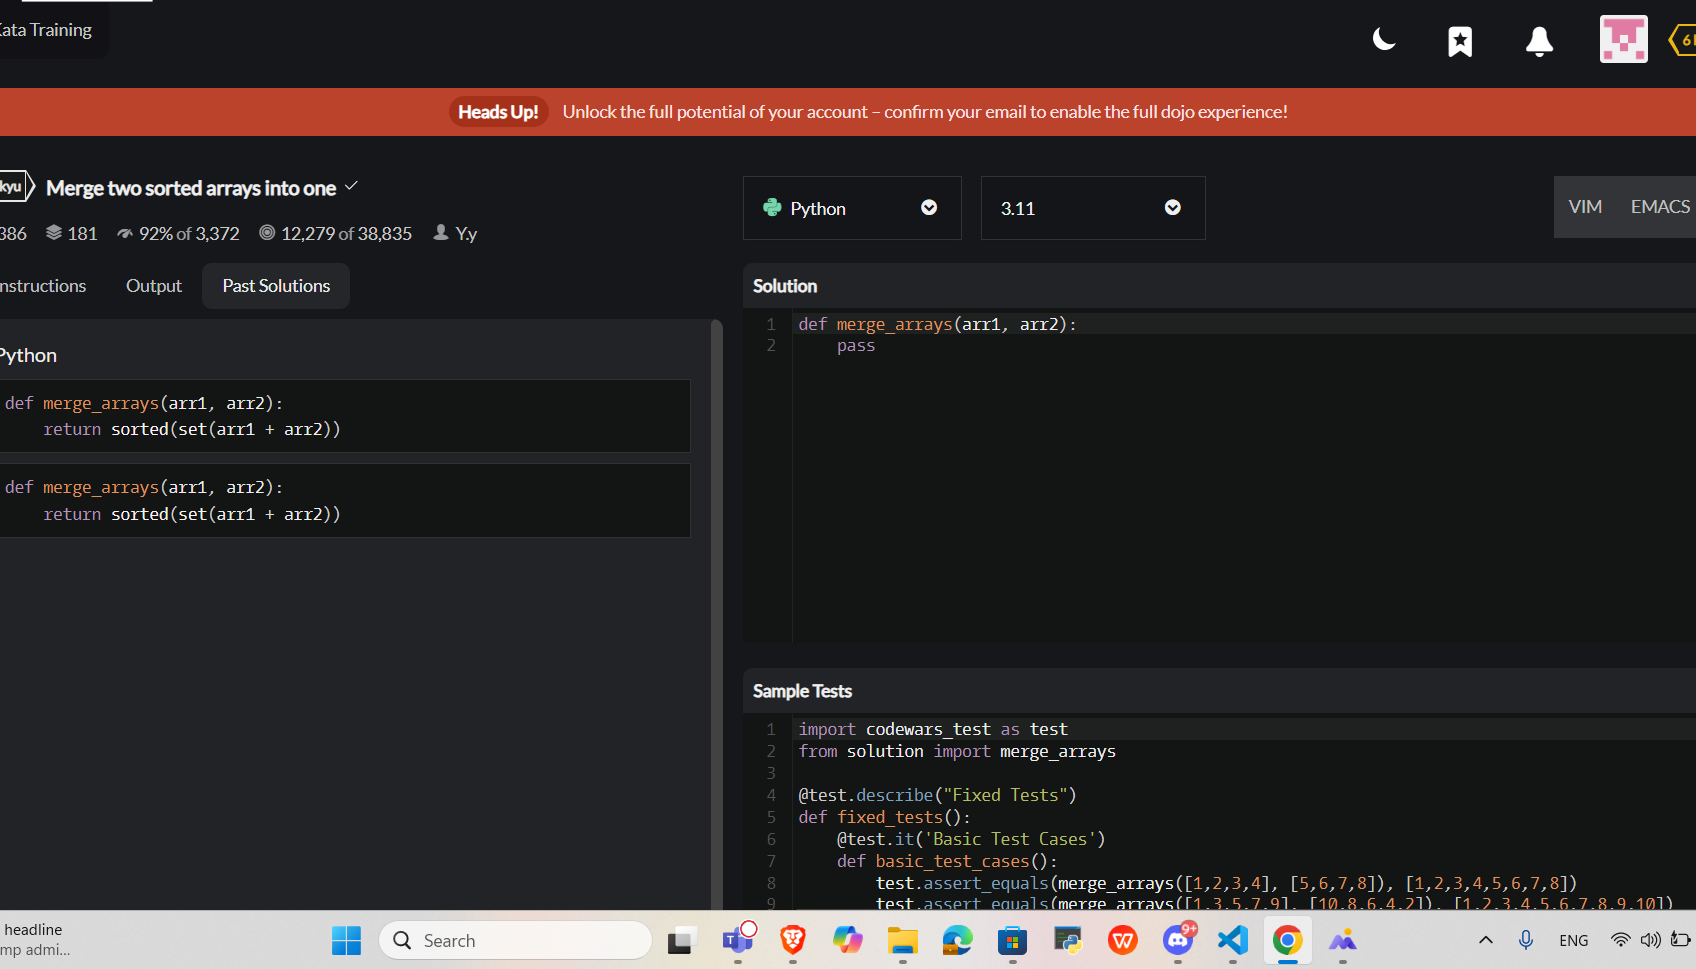 Kata Training
Heads Up! Unlock the full potential of your account – confirm your email to enable the full dojo experience!
kyu Merge two sorted arrays into one
386 181 92% of 3,372 12,279 of 38,835 Y.y
Python 3.11 VIM EMACS
nstructions Output Past Solutions
Python
def merge_arrays(arr1, arr2):
    return sorted(set(arr1 + arr2))
def merge_arrays(arr1, arr2):
    return sorted(set(arr1 + arr2))
Solution
1 def merge_arrays(arr1, arr2):
2     pass
Sample Tests
1 import codewars_test as test
2 from solution import merge_arrays
3
4 @test.describe("Fixed Tests")
5 def fixed_tests():
6     @test.it('Basic Test Cases')
7     def basic_test_cases():
8         test.assert_equals(merge_arrays([1,2,3,4], [5,6,7,8]), [1,2,3,4,5,6,7,8])
9         test.assert_equals(merge_arrays([1,3,5,7,9], [10,8,6,4,2]), [1,2,3,4,5,6,7,8,9,10])
headline
mp admi...
Search
9+
ENG